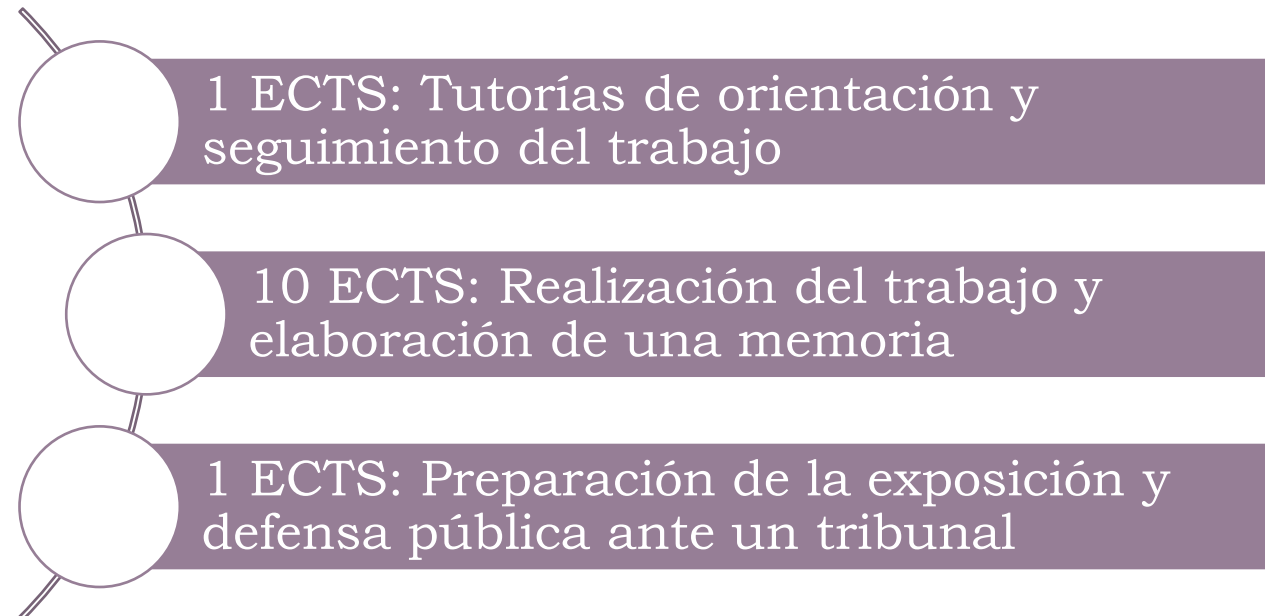 1 ECTS: Tutorías de orientación y
seguimiento del trabajo
10 ECTS: Realización del trabajo y
elaboración de una memoria
1 ECTS: Preparación de la exposición y
defensa pública ante un tribunal